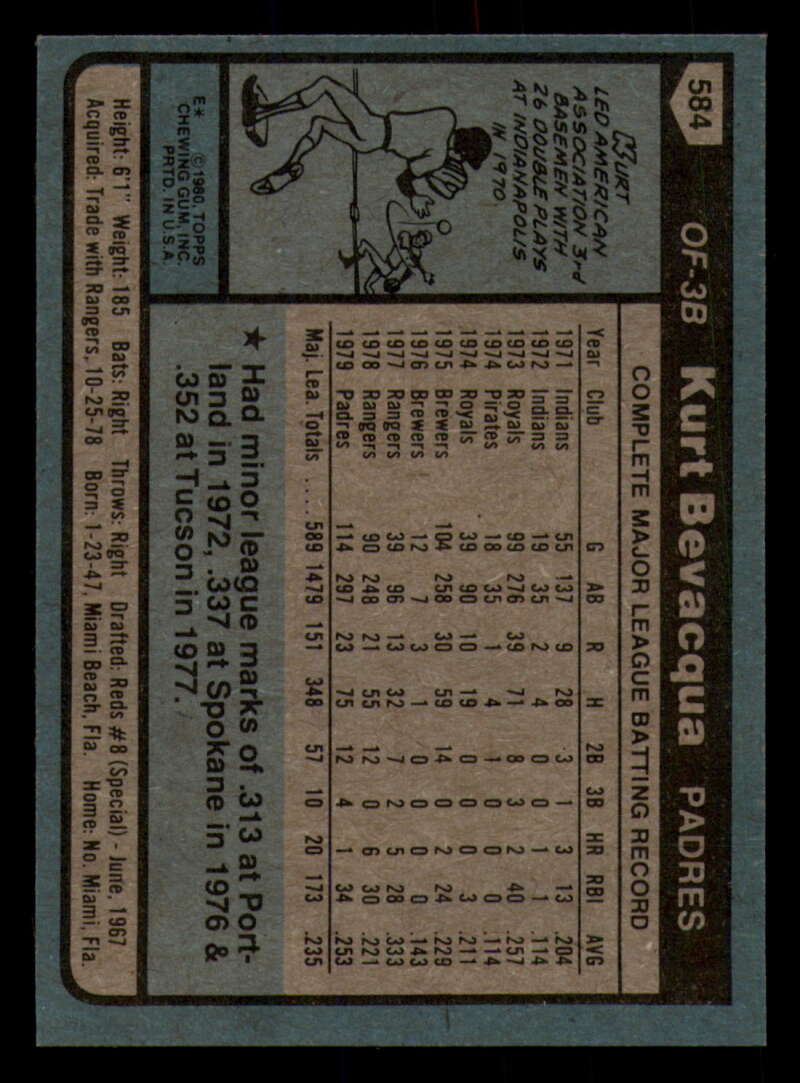 584
OF-3B Kurt Bevacqua PADRES
COMPLETE MAJOR LEAGUE BATTING RECORD
Year Club G AB R H 2B 3B HR RBI AVG
1971 Indians 55 137 9 28 3 1 3 13 .204
1972 Indians 19 35 2 4 0 0 1 1 .114
1973 Royals 99 276 39 71 8 3 2 40 .257
1974 Pirates 18 35 1 4 1 0 0 0 .114
1974 Royals 39 90 10 19 0 0 0 3 .211
1975 Brewers 104 258 30 59 14 0 2 24 .229
1976 Brewers 12 7 3 1 0 0 0 0 .143
1977 Rangers 39 96 13 32 7 2 5 28 .333
1978 Rangers 90 248 21 55 12 0 6 30 .221
1979 Padres 114 297 23 75 12 4 1 34 .253
Maj. Lea. Totals .... 589 1479 151 348 57 10 20 173 .235
KURT
LED AMERICAN
ASSOCIATION 3rd
BASEMEN WITH
26 DOUBLE PLAYS
AT INDIANAPOLIS
IN 1970
E* ©1980, TOPPS
CHEWING GUM, INC.
PRTD. IN U.S.A.
★ Had minor league marks of .313 at Port-
land in 1972, .337 at Spokane in 1976 &
.352 at Tucson in 1977.
Height: 6'1" Weight: 185 Bats: Right Throws: Right Drafted: Reds #8 (Special) - June, 1967
Acquired: Trade with Rangers, 10-25-78 Born: 1-23-47, Miami Beach, Fla. Home: No. Miami, Fla.